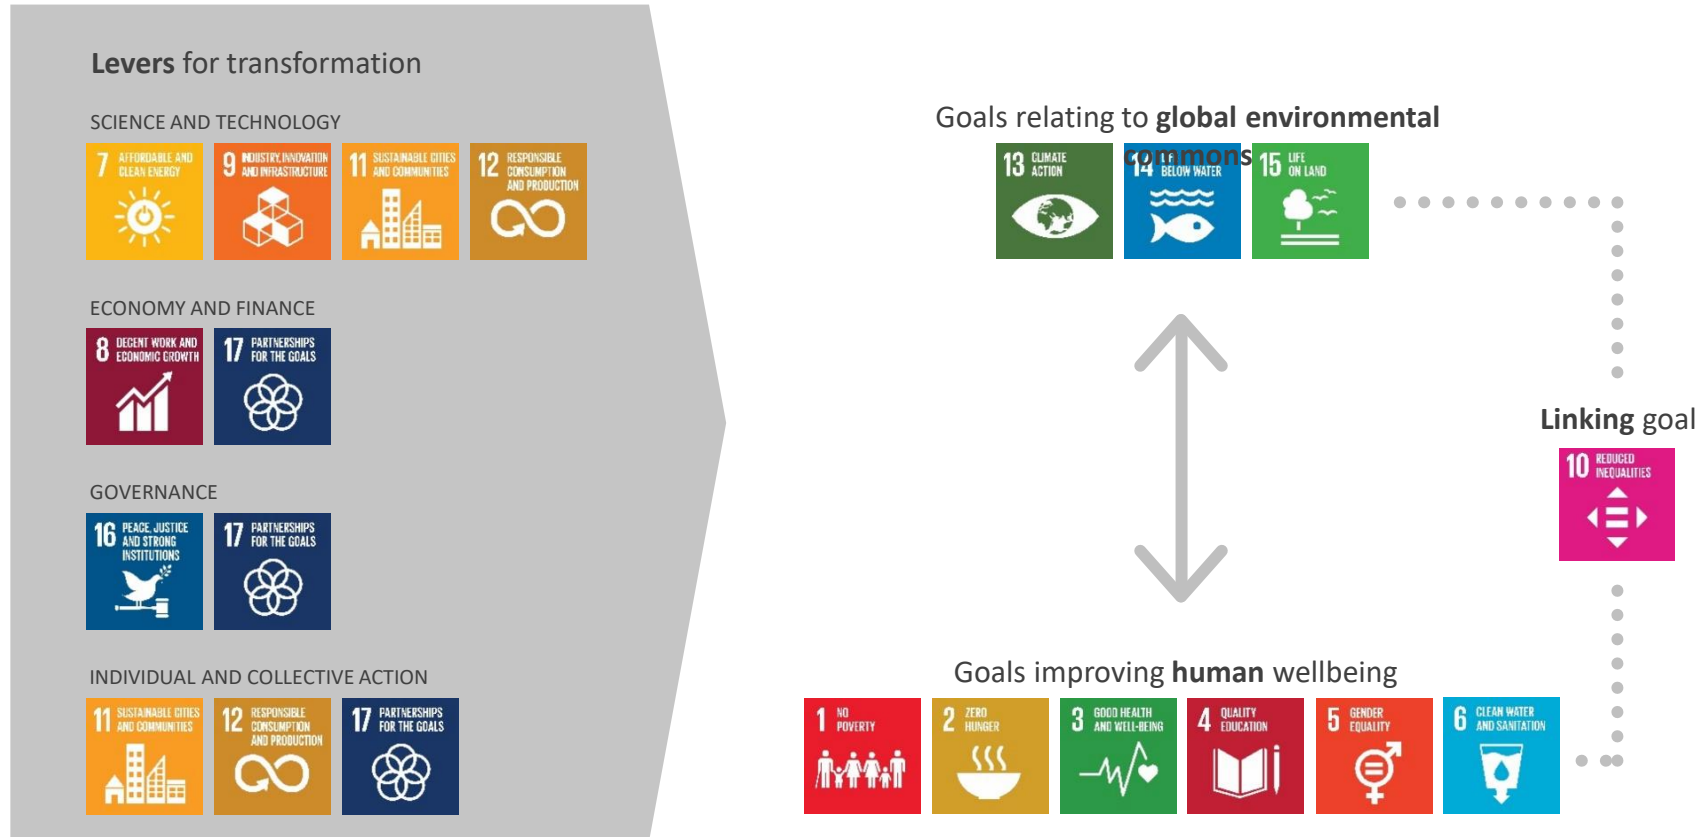 Levers for transformation
SCIENCE AND TECHNOLOGY
7 AFFORDABLE AND
CLEAN ENERGY
9 INDUSTRY, INNOVATION
AND INFRASTRUCTURE
11 SUSTAINABLE CITIES
AND COMMUNITIES
12 RESPONSIBLE
CONSUMPTION
AND PRODUCTION
ECONOMY AND FINANCE
8 DECENT WORK AND
ECONOMIC GROWTH
17 PARTNERSHIPS
FOR THE GOALS
GOVERNANCE
16 PEACE, JUSTICE
AND STRONG
INSTITUTIONS
17 PARTNERSHIPS
FOR THE GOALS
INDIVIDUAL AND COLLECTIVE ACTION
11 SUSTAINABLE CITIES
AND COMMUNITIES
12 RESPONSIBLE
CONSUMPTION
AND PRODUCTION
17 PARTNERSHIPS
FOR THE GOALS
Goals relating to global environmental
commons
13 CLIMATE
ACTION
14 LIFE
BELOW WATER
15 LIFE
ON LAND
Linking goal
10 REDUCED
INEQUALITIES
Goals improving human wellbeing
1 NO
POVERTY
2 ZERO
HUNGER
3 GOOD HEALTH
AND WELL-BEING
4 QUALITY
EDUCATION
5 GENDER
EQUALITY
6 CLEAN WATER
AND SANITATION